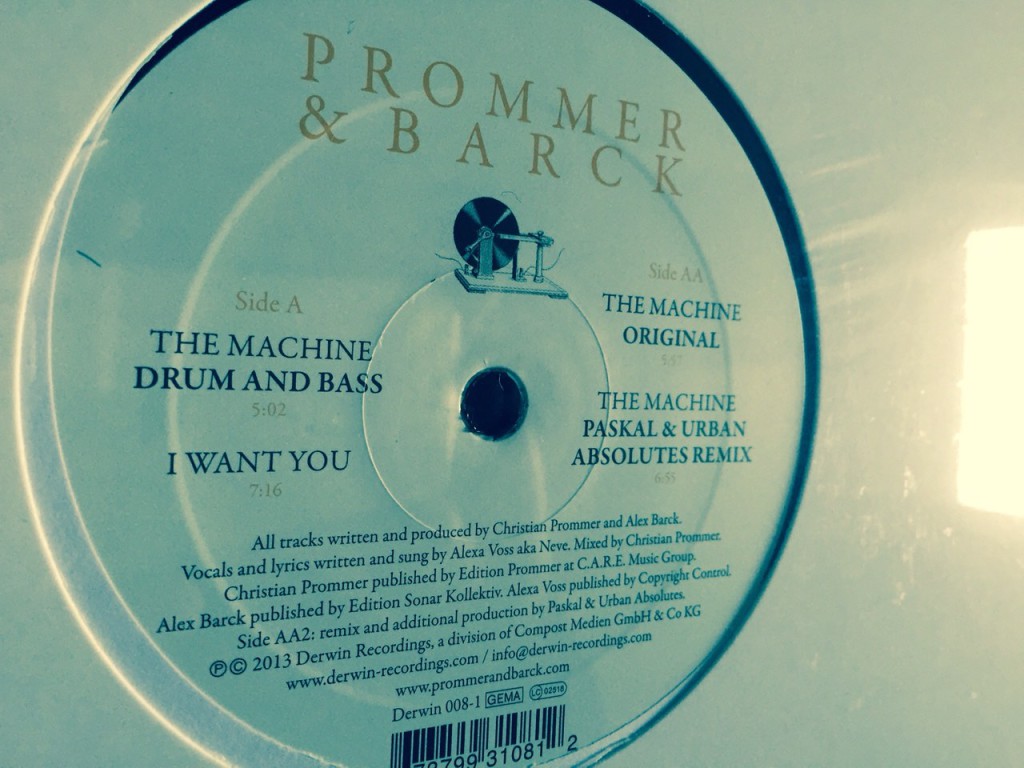 PROMMER
& BARCK
Side A
THE MACHINE
DRUM AND BASS
5:02
I WANT YOU
7:16
Side AA
THE MACHINE
ORIGINAL
5:57
THE MACHINE
PASKAL & URBAN
ABSOLUTES REMIX
6:55
All tracks written and produced by Christian Prommer and Alex Barck.
Vocals and lyrics written and sung by Alexa Voss aka Neve. Mixed by Christian Prommer.
Christian Prommer published by Edition Prommer at C.A.R.E. Music Group.
Alex Barck published by Edition Sonar Kollektiv. Alexa Voss published by Copyright Control.
Side AA2: remix and additional production by Paskal & Urban Absolutes.
℗ © 2013 Derwin Recordings, a division of Compost Medien GmbH & Co KG
www.derwin-recordings.com / info@derwin-recordings.com
www.prommerandbarck.com
Derwin 008-1 GEMA LC 02518
31081 2